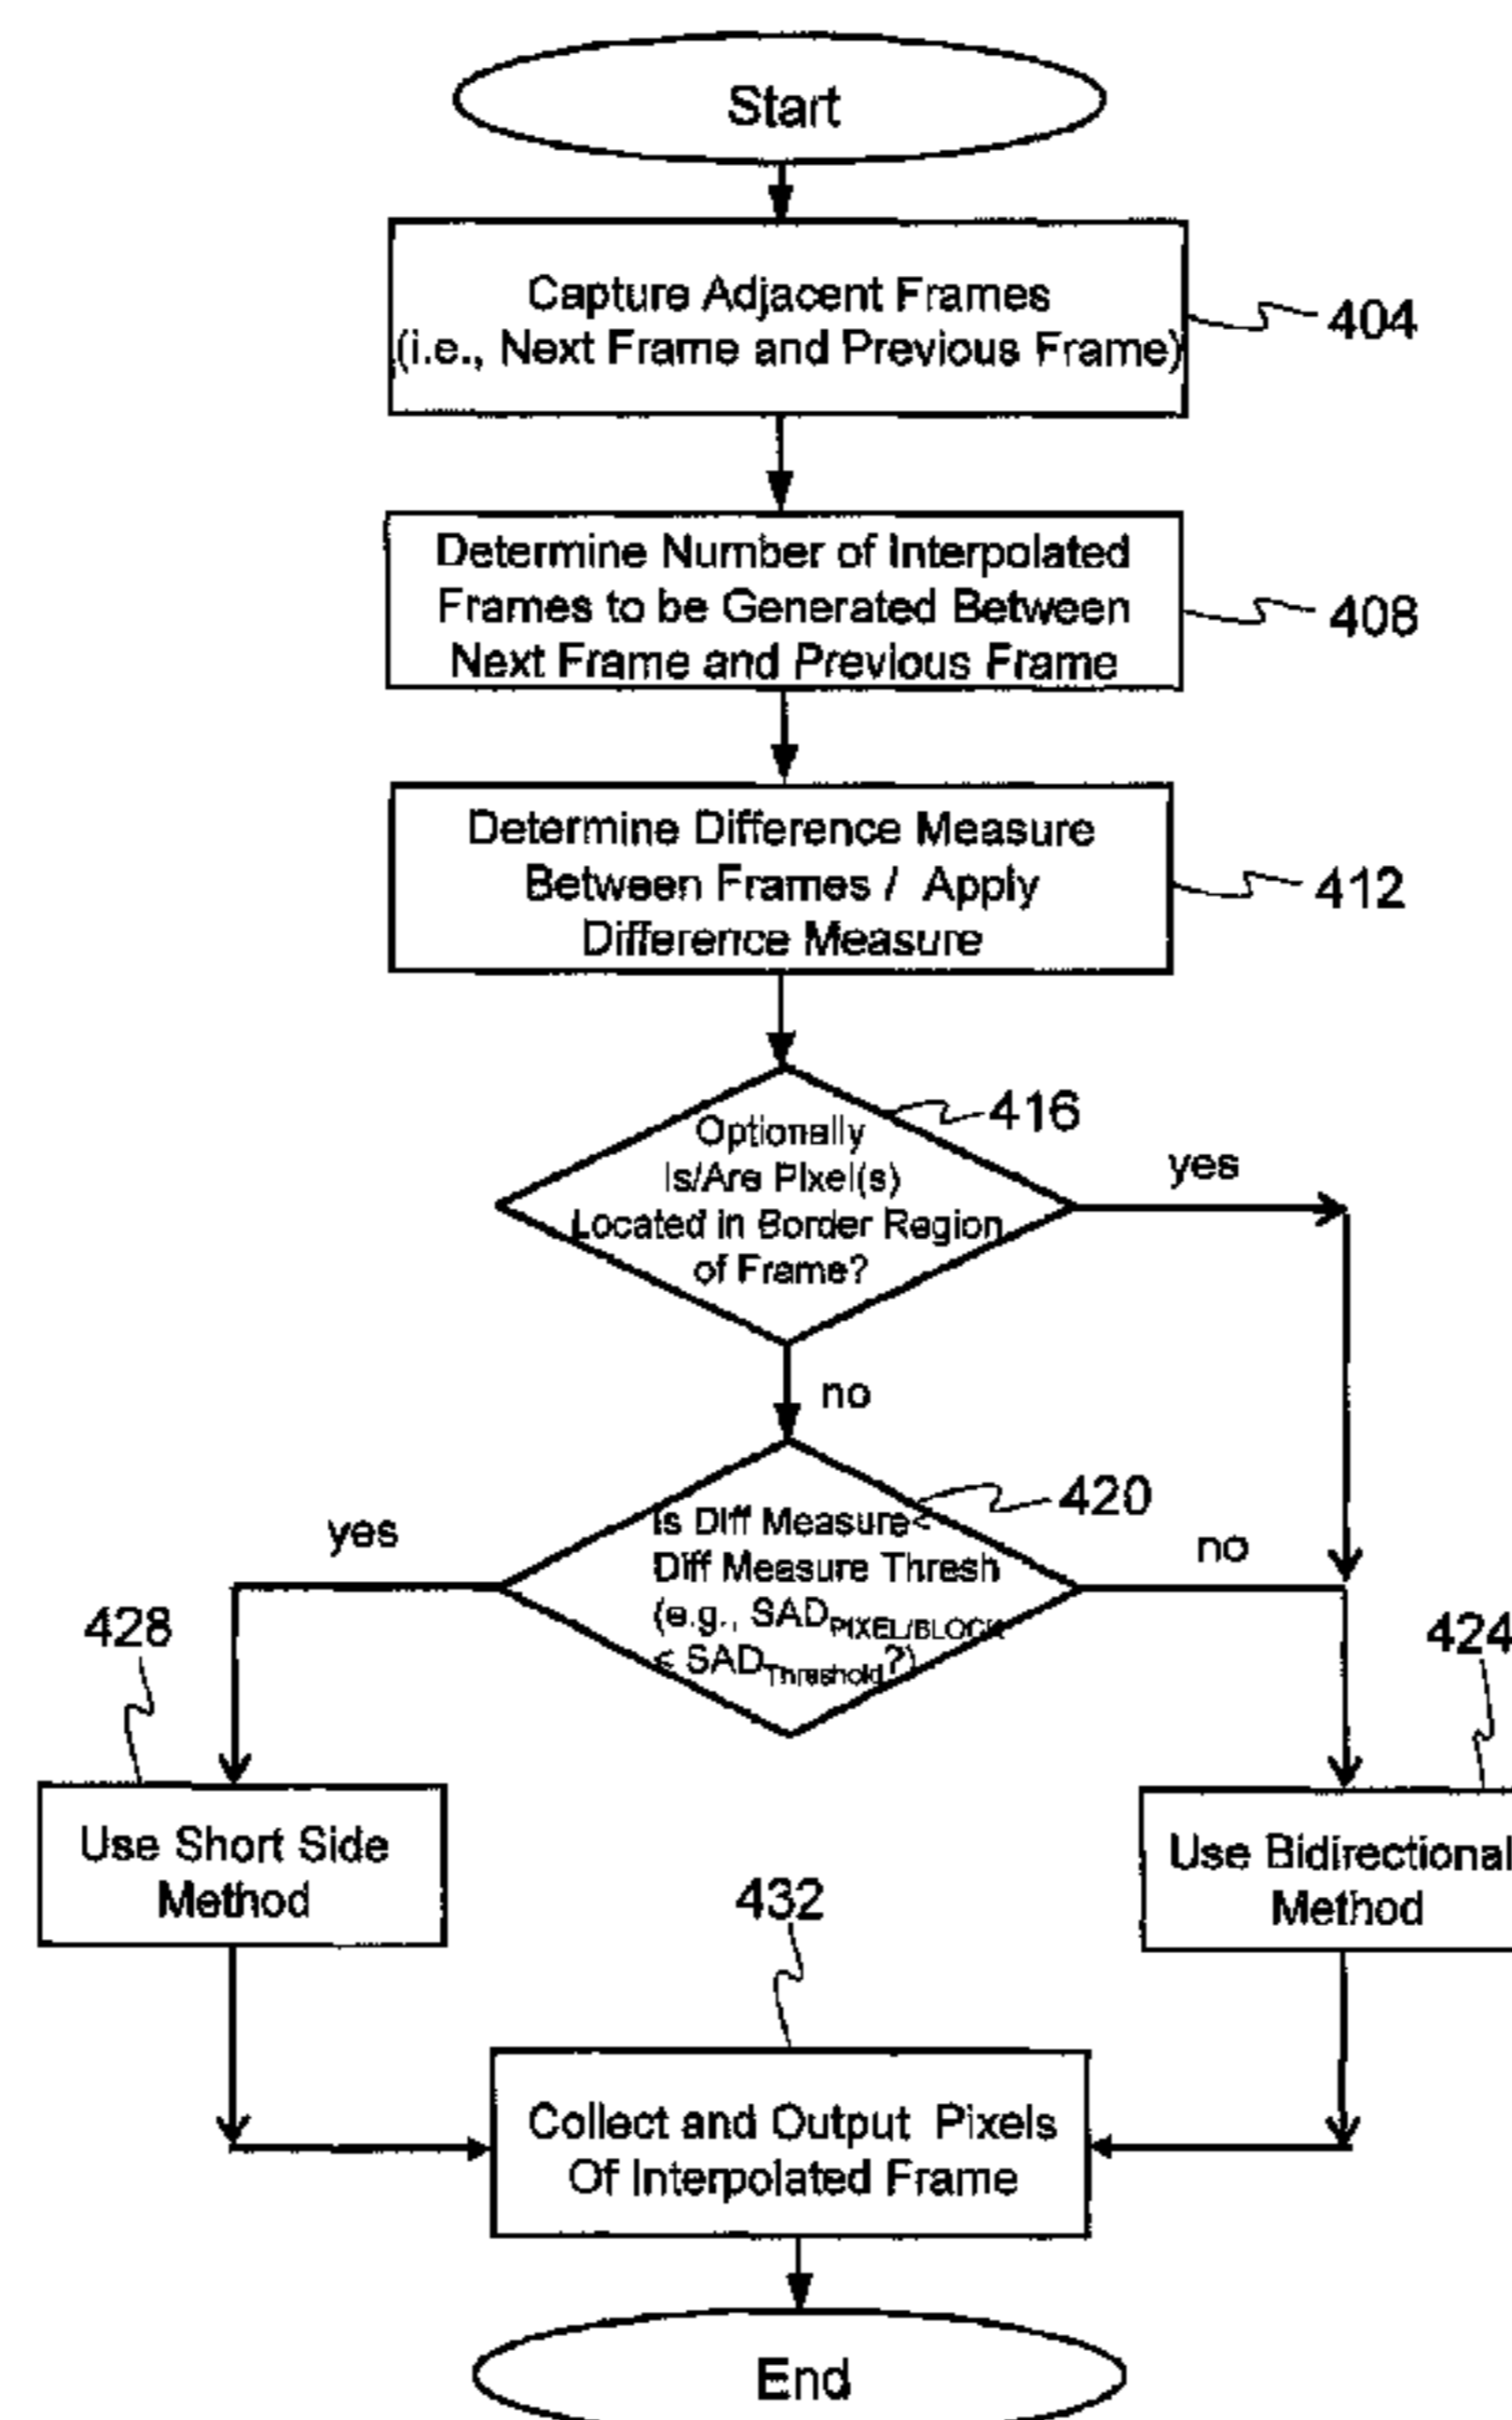 Start
Capture Adjacent Frames
(i.e., Next Frame and Previous Frame)
404
Determine Number of Interpolated
Frames to be Generated Between
Next Frame and Previous Frame
408
Determine Difference Measure
Between Frames / Apply
Difference Measure
412
416
Optionally
Is/Are Pixel(s)
Located in Border Region
of Frame?
yes
no
420
Is Diff Measure<
Diff Measure Thresh
(e.g., SAD_PIXEL/BLOCK
< SAD_Threshold?)
yes
no
428
424
Use Short Side
Method
Use Bidirectional
Method
432
Collect and Output Pixels
Of Interpolated Frame
End